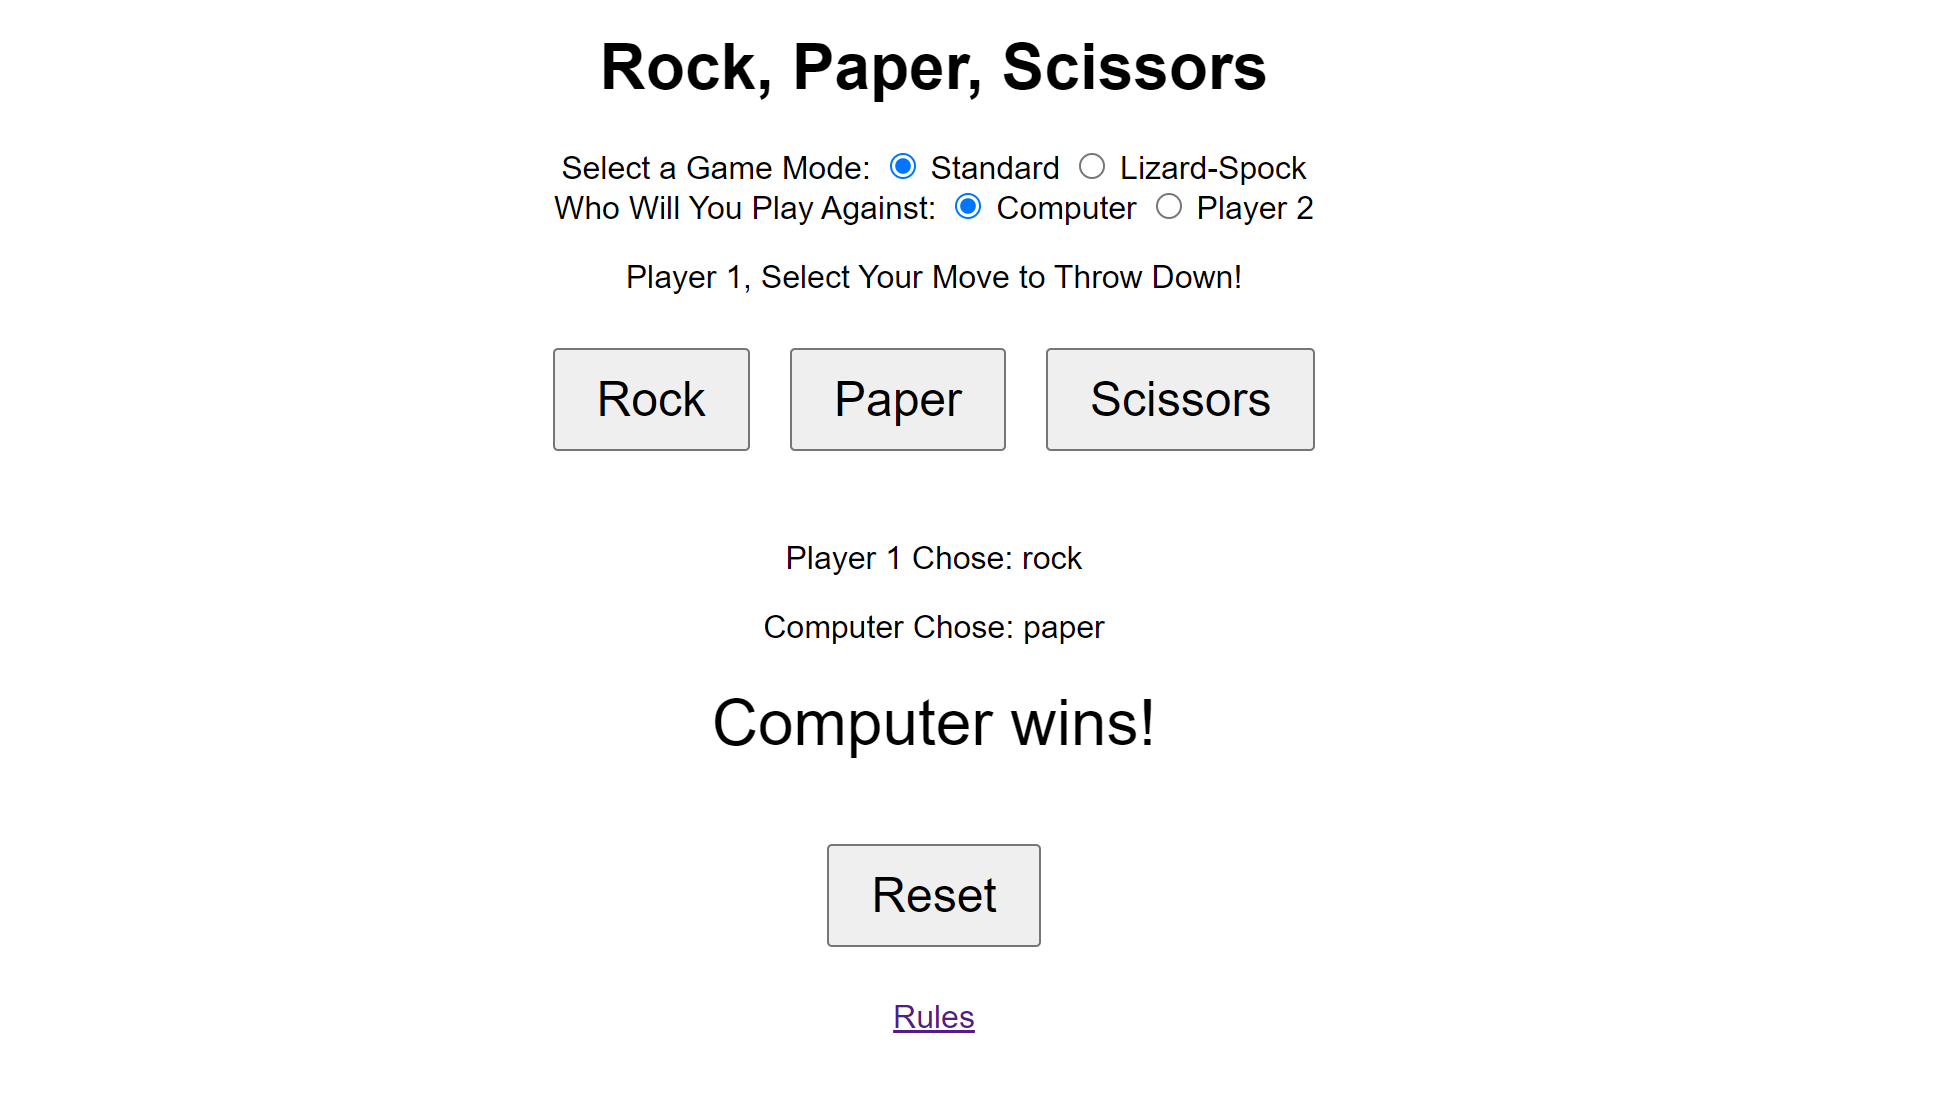 Rock, Paper, Scissors
Select a Game Mode: Standard Lizard-Spock
Who Will You Play Against: Computer Player 2
Player 1, Select Your Move to Throw Down!
Rock Paper Scissors
Player 1 Chose: rock
Computer Chose: paper
Computer wins!
Reset
Rules